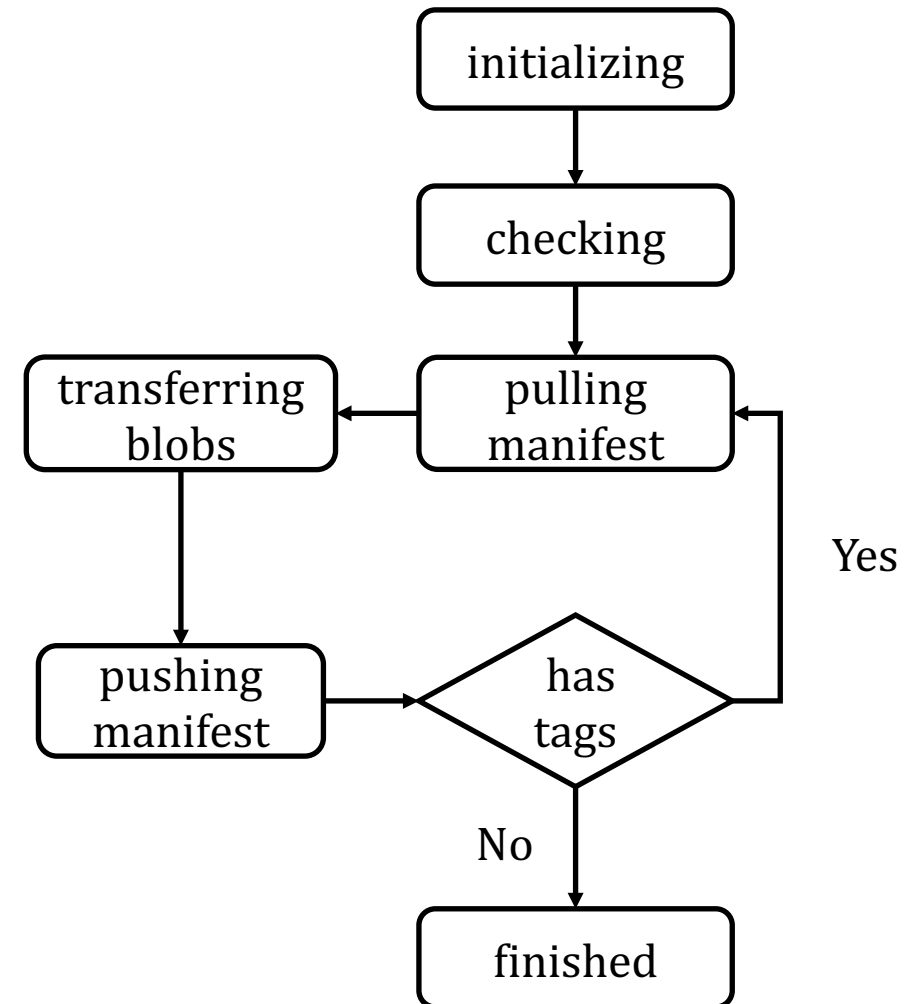 initializing
checking
pulling
manifest
transferring
blobs
pushing
manifest
has
tags
Yes
No
finished